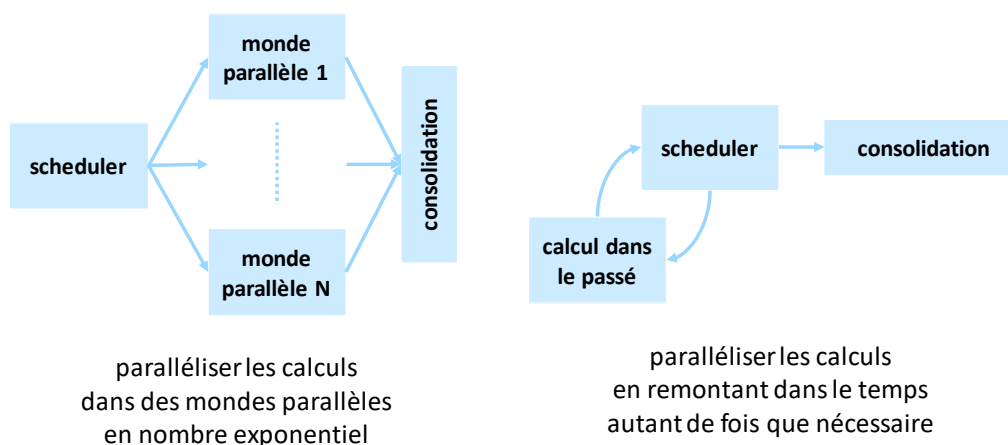 scheduler
monde
parallèle 1
monde
parallèle N
consolidation
paralléliser les calculs
dans des mondes parallèles
en nombre exponentiel
scheduler
consolidation
calcul dans
le passé
paralléliser les calculs
en remontant dans le temps
autant de fois que nécessaire